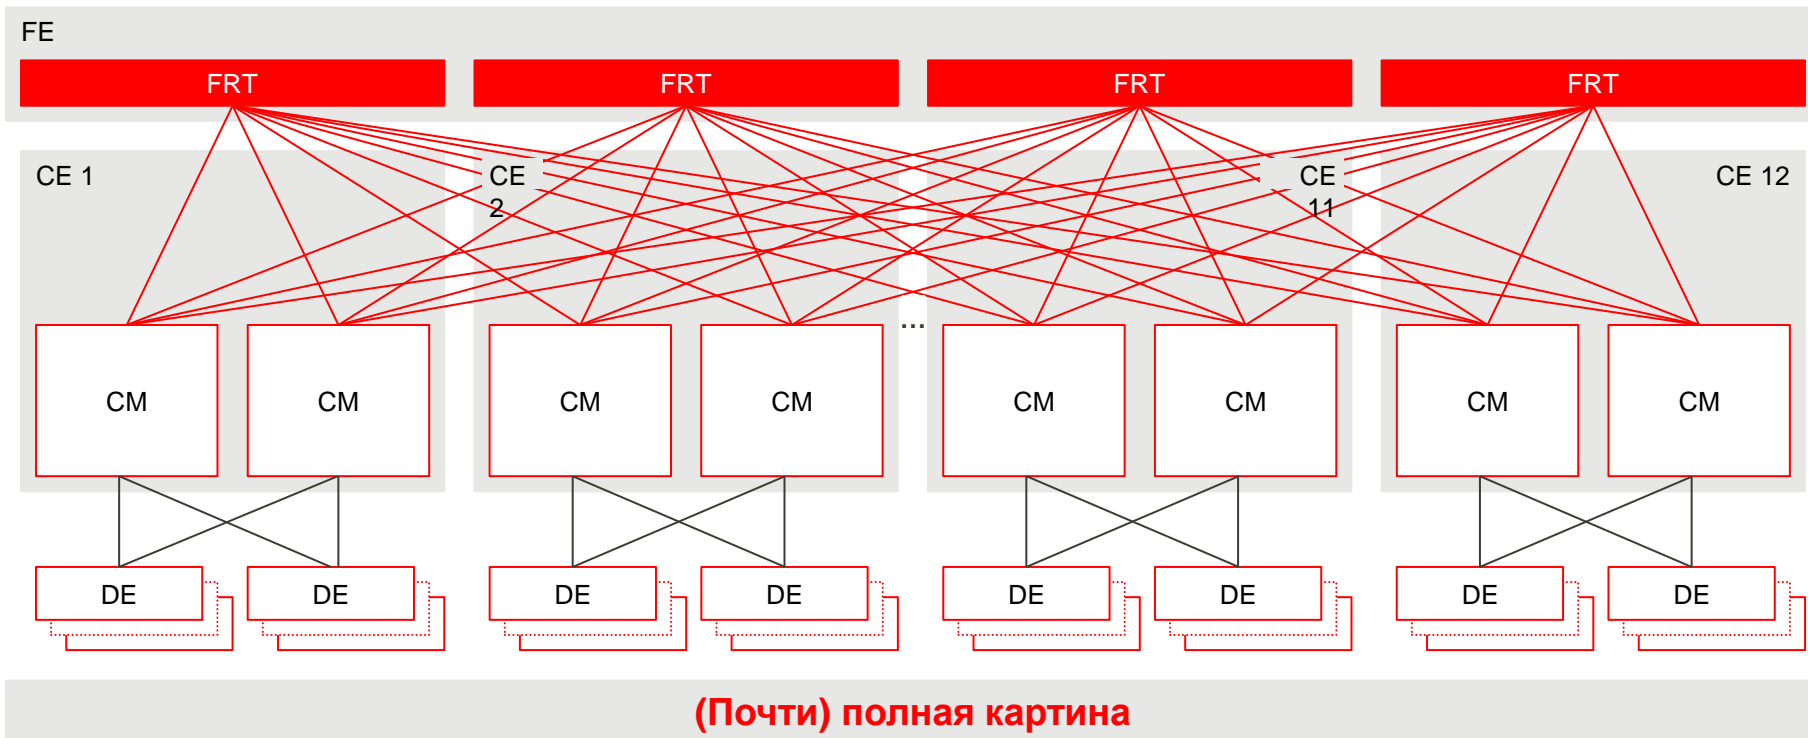 FE
FRT FRT FRT FRT
CE 1 CE CE CE 12
2 11
...
CM CM CM CM CM CM CM CM
DE DE DE DE DE DE DE DE
(Почти) полная картина